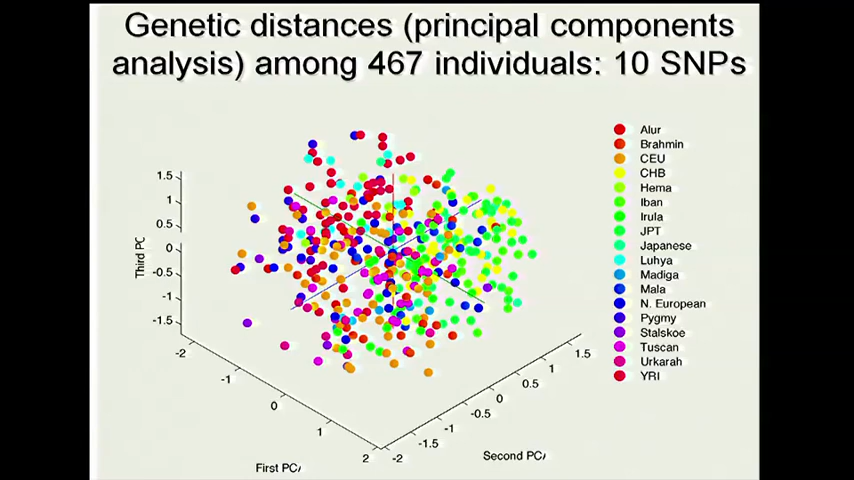 Genetic distances (principal components
analysis) among 467 individuals: 10 SNPs
Alur
Brahmin
CEU
CHB
Hema
Iban
Irula
JPT
Japanese
Luhya
Madiga
Mala
N. European
Pygmy
Stalskoe
Tuscan
Urkarah
YRI
1.5
1
0.5
0
-0.5
-1
-1.5
Third PC
-2
-1
0
1
2
First PC
-2
-1.5
-1
-0.5
0
0.5
1
1.5
Second PC